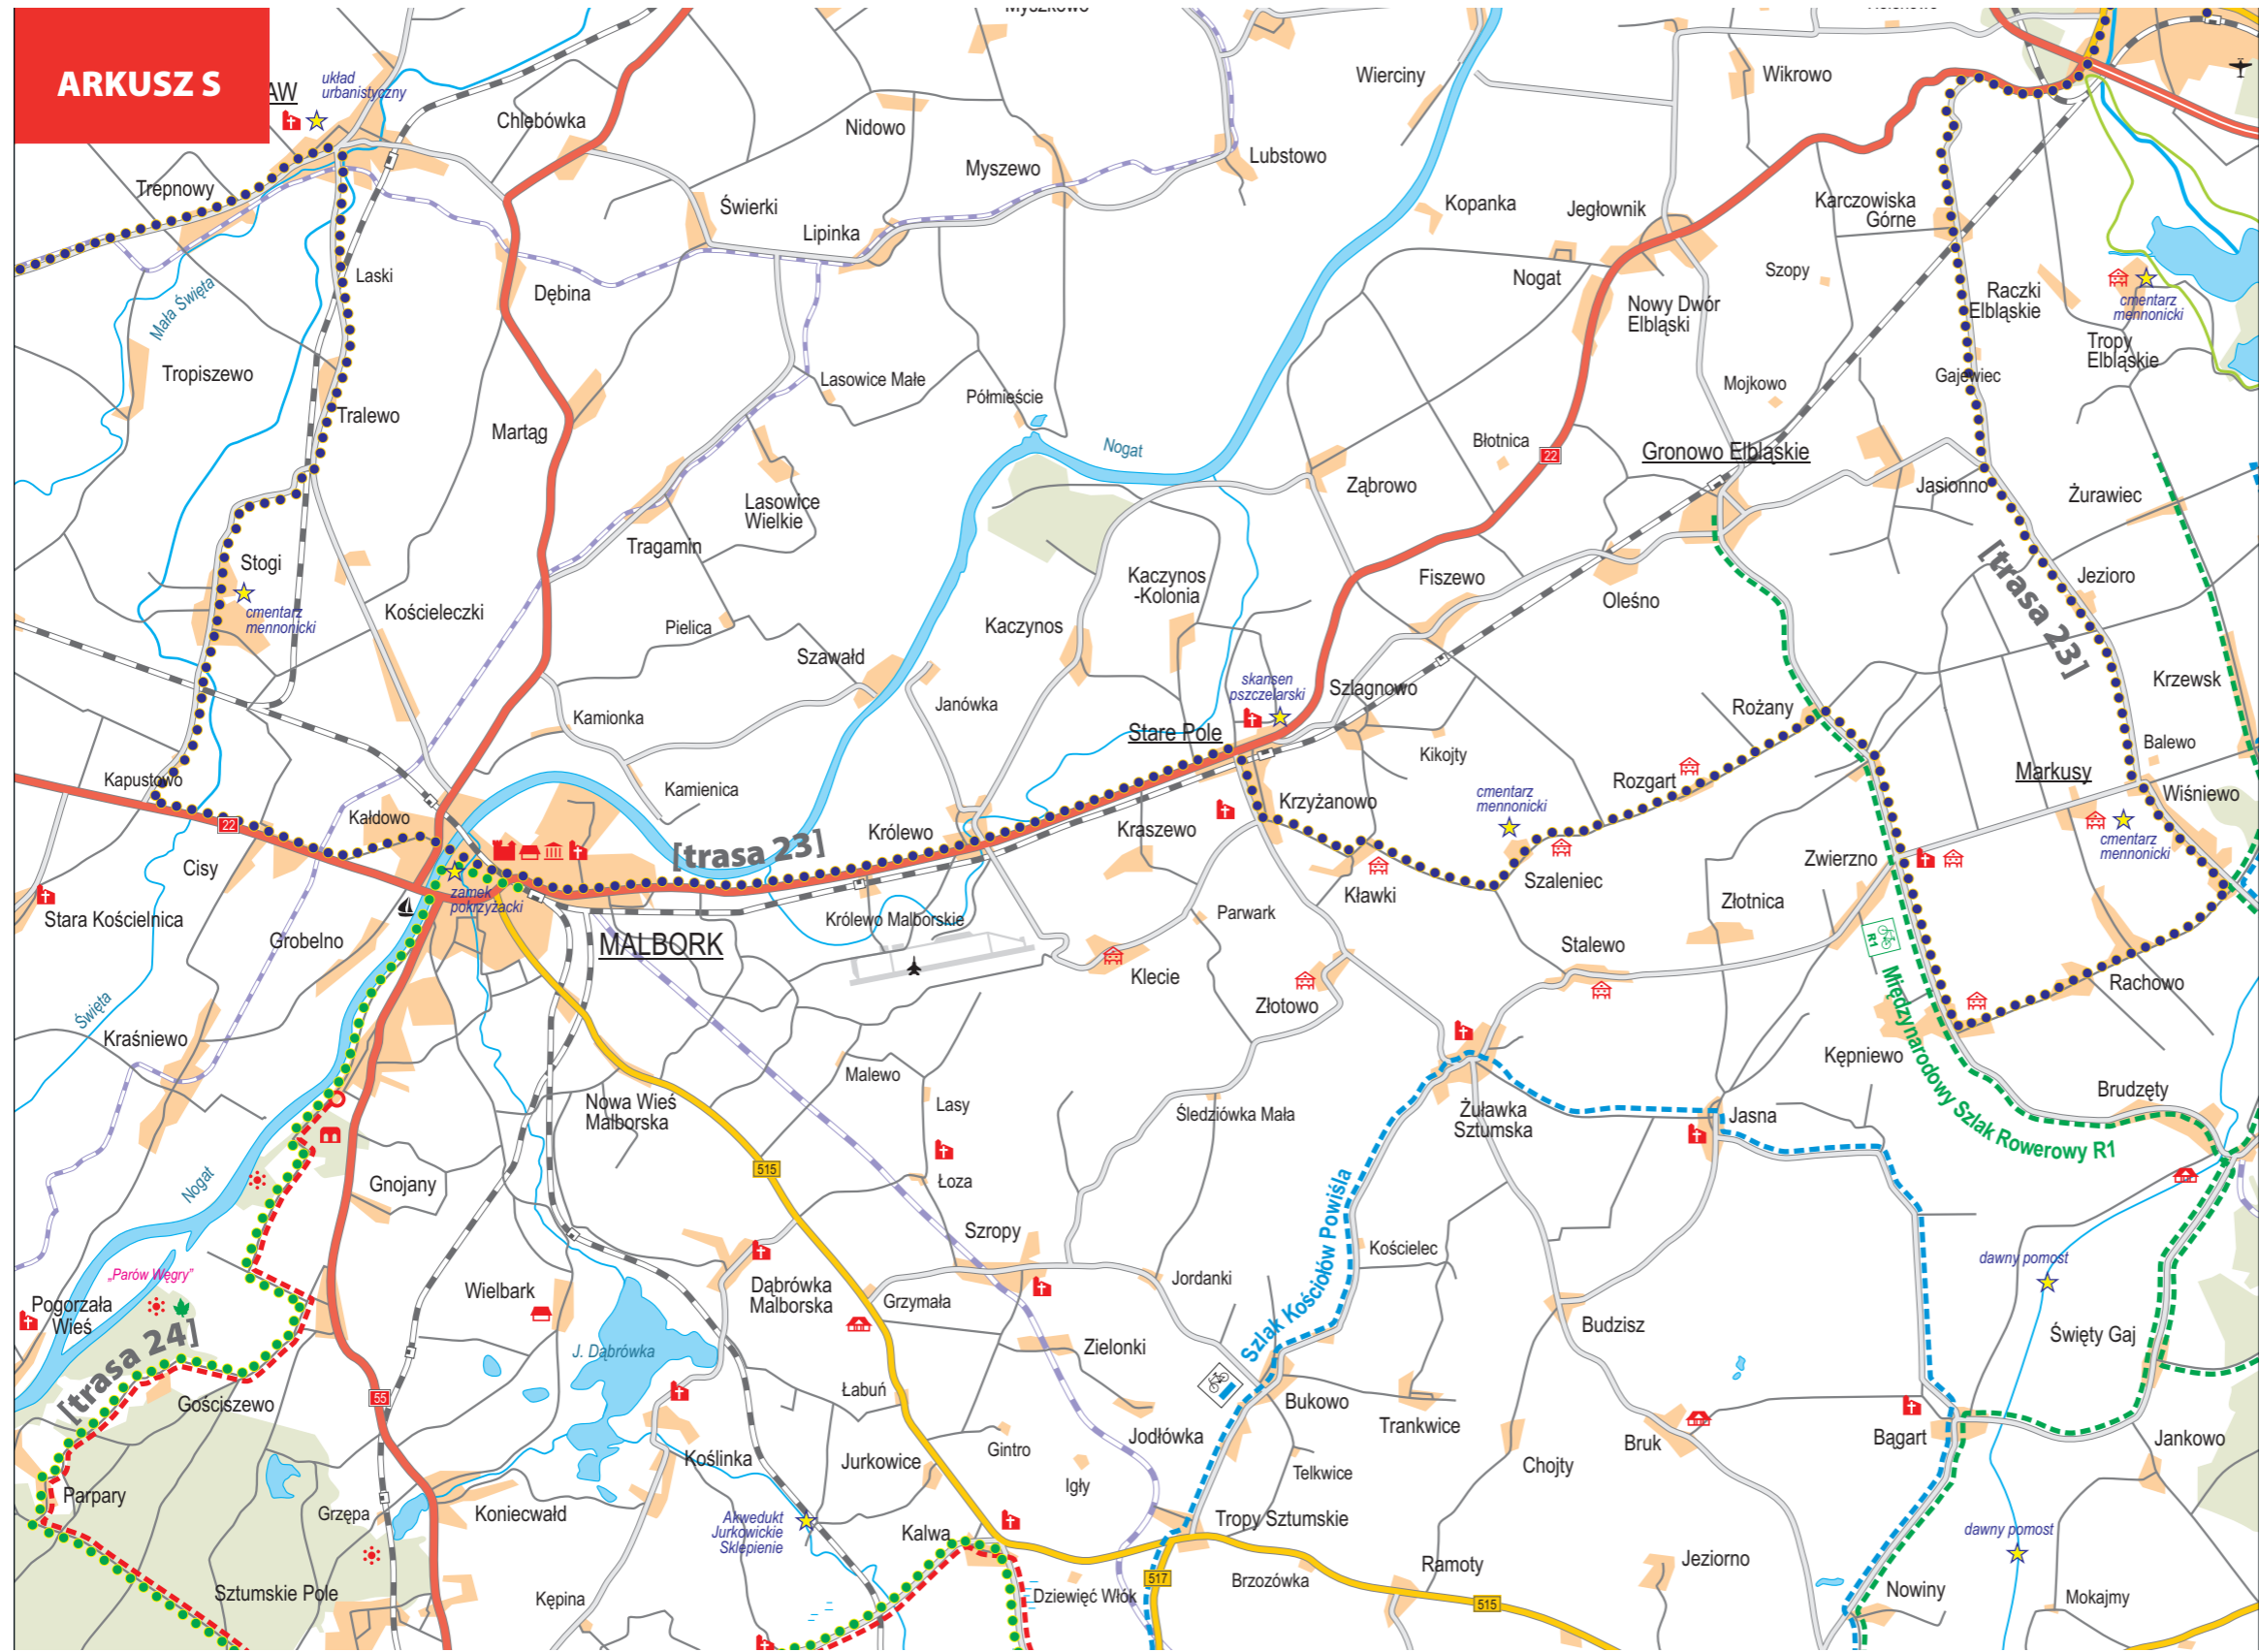 ARKUSZ S
AW
układ
urbanistyczny
Trepnowy
Chlebówka
Nidowo
Myszewo
Lubstowo
Wierciny
Wikrowo
Świerki
Lipinka
Kopanka
Jegłownik
Karczowiska
Górne
Laski
Mała Święta
Dębina
Nogat
Szopy
Nowy Dwór
Elbląski
Raczki
Elbląskie
cmentarz
mennonicki
Tropy
Elbląskie
Tropiszewo
Tralewo
Martąg
Lasowice Małe
Półmieście
Mojkowo
Gajewiec
Nogat
Błotnica
22
Gronowo Elbląskie
Ząbrowo
Jasionno
Żurawiec
Lasowice
Wielkie
Tragamin
Stogi
cmentarz
mennonicki
Kościeleczki
Kaczynos
-Kolonia
Kaczynos
Fiszewo
Oleśno
[trasa 23]
Jezioro
Pielica
Szawałd
Janówka
Kamionka
skansen
pszczelarski
Szlagnowo
Stare Pole
Kikojty
Rożany
Krzewsk
Balewo
Kapustowo
22
Kałdowo
Kamienica
Krzyżanowo
Kraszewo
cmentarz
mennonicki
Rozgart
Markusy
Wiśniewo
cmentarz
mennonicki
Cisy
Królewo
[trasa 23]
Zwierzno
Stara Kościelnica
zamek
pokrzyżacki
Kławki
Szaleniec
Złotnica
Grobelno
MALBORK
Królewo Malborskie
Parwark
Klecie
Stalewo
Złotowo
R1
Rachowo
Święta
Kraśniewo
Międzynarodowy Szlak Rowerowy R1
Kępniewo
Malewo
Lasy
Brudzęty
Nowa Wieś
Malborska
Śledziówka Mała
Żuławka
Sztumska
Jasna
515
Nogat
Gnojany
Łoza
Szropy
Szlak Kościołów Powiśla
Kościelec
„Parów Węgry”
Pogorzała
Wieś
Wielbark
Dąbrówka
Malborska
Grzymała
Jordanki
dawny pomost
[trasa 24]
J. Dąbrówka
Zielonki
Budzisz
Święty Gaj
55
Gościszewo
Łabuń
Bukowo
Trankwice
Jodłówka
Bruk
Bągart
Jankowo
Koślinka
Jurkowice
Gintro
Igły
Telkwice
Chojty
Parpary
Grzępa
Koniecwałd
Akwedukt
Jurkowickie
Sklepienie
Kalwa
Tropy Sztumskie
dawny pomost
Sztumskie Pole
Kępina
Dziewięć Włók
517
Brzozówka
Ramoty
515
Jeziorno
Nowiny
Mokajmy